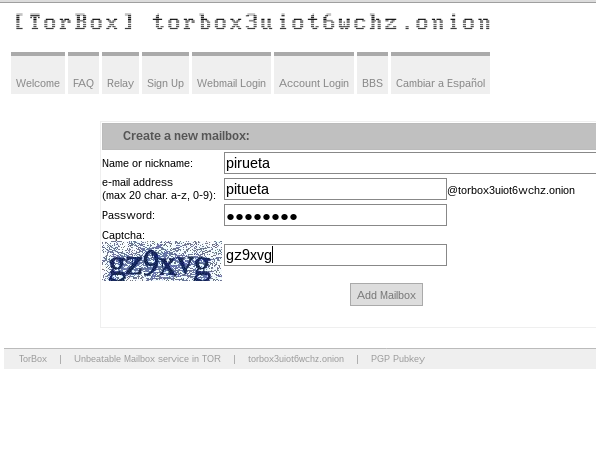 [TorBox] torbox3uiot6wchz.onion
Welcome FAQ Relay Sign Up Webmail Login Account Login BBS Cambiar a Español
Create a new mailbox:
Name or nickname: pirueta
e-mail address
(max 20 char. a-z, 0-9): pitueta @torbox3uiot6wchz.onion
Password: ●●●●●●●●
Captcha:
gz9xvg gz9xvg
Add Mailbox
TorBox | Unbeatable Mailbox service in TOR | torbox3uiot6wchz.onion | PGP Pubkey